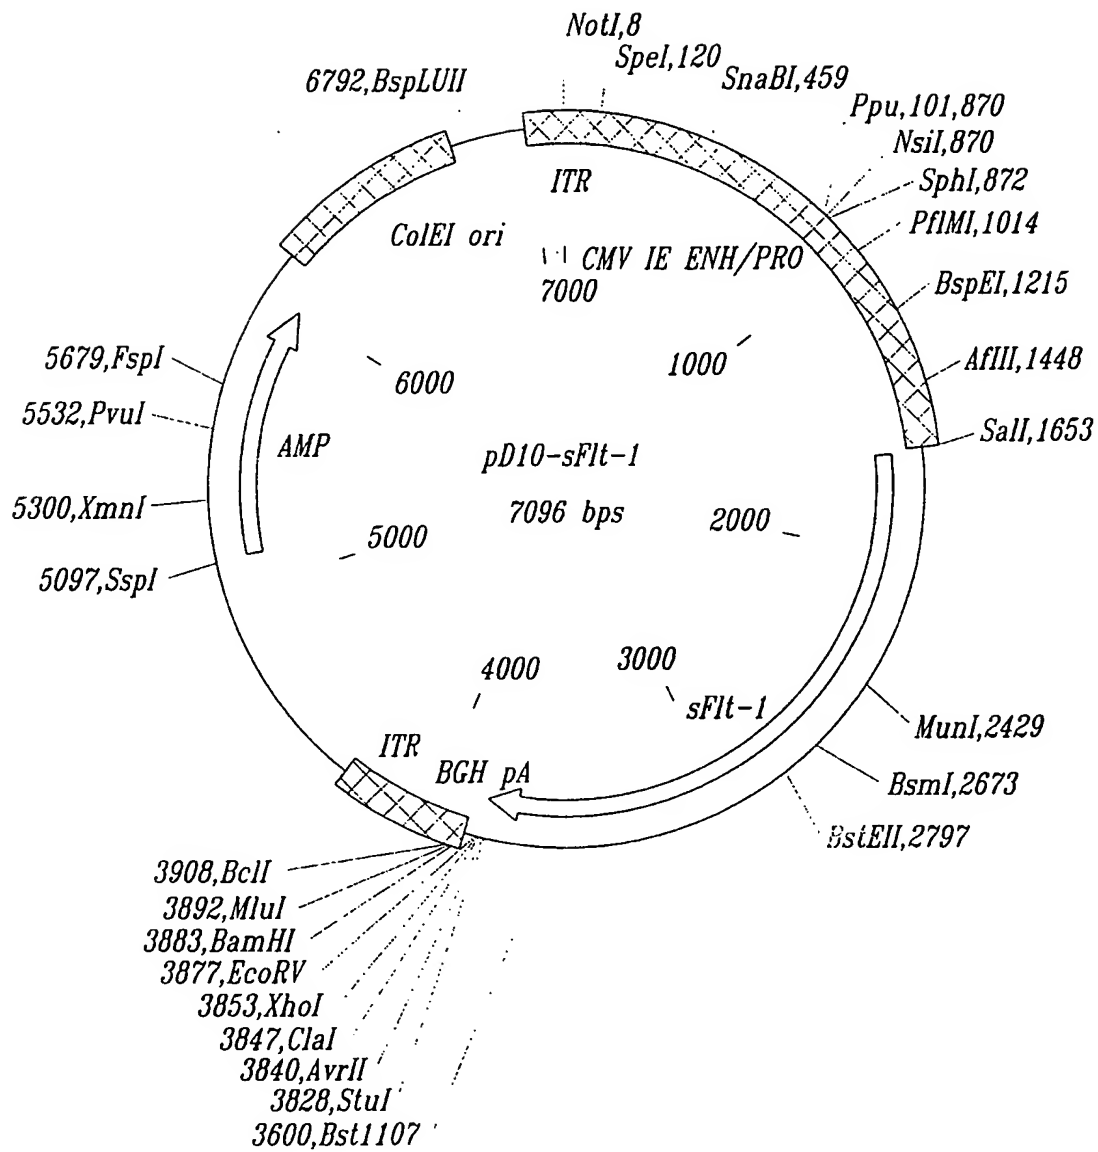 NotI,8
SpeI,120
SnaBI,459
6792,BspLUII
Ppu,101,870
NsiI,870
SphI,872
ITR
PflMI,1014
ColEI ori
CMV IE ENH/PRO
7000
BspEI,1215
5679,FspI
6000
1000
AflII,1448
5532,PvuI
AMP
pD10-sFlt-1
SalI,1653
5300,XmnI
7096 bps
2000
5000
5097,SspI
4000
3000
sFlt-1
MunI,2429
ITR
BGH pA
BsmI,2673
BstEII,2797
3908,BclI
3892,MluI
3883,BamHI
3877,EcoRV
3853,XhoI
3847,ClaI
3840,AvrII
3828,StuI
3600,Bst1107